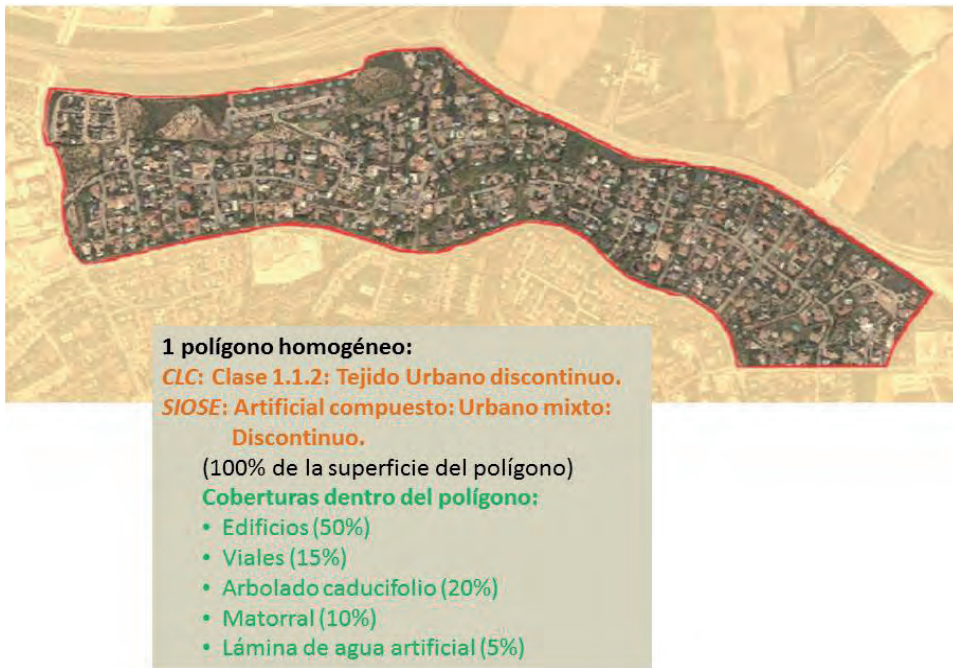 1 polígono homogéneo:
CLC: Clase 1.1.2: Tejido Urbano discontinuo.
SIOSE: Artificial compuesto: Urbano mixto:
Discontinuo.
(100% de la superficie del polígono)
Coberturas dentro del polígono:
• Edificios (50%)
• Viales (15%)
• Arbolado caducifolio (20%)
• Matorral (10%)
• Lámina de agua artificial (5%)